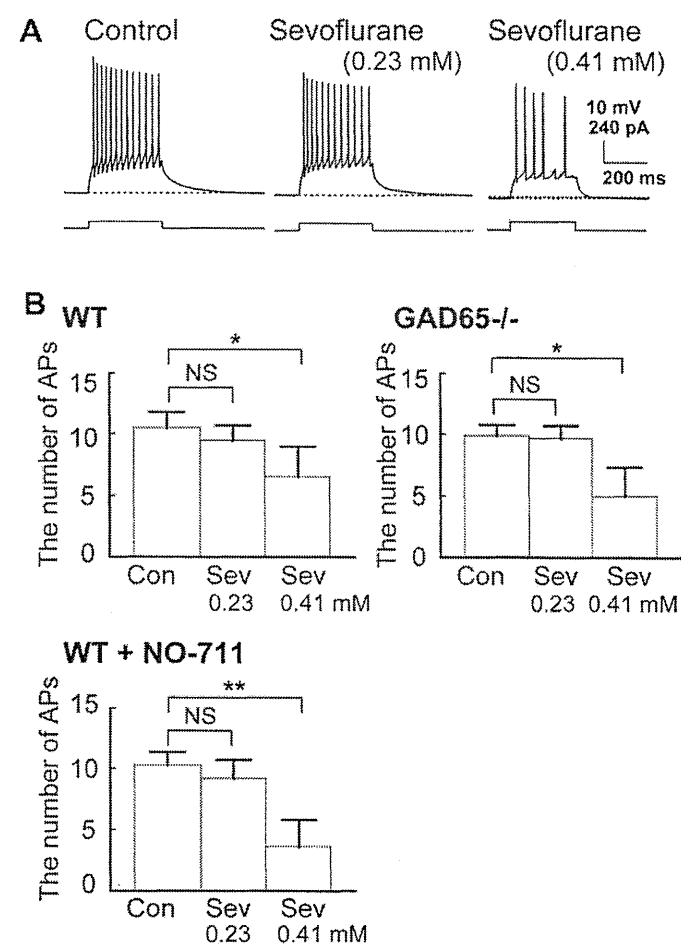 A
Control
Sevoflurane
(0.23 mM)
Sevoflurane
(0.41 mM)
10 mV
240 pA
200 ms
B
WT
*
NS
The number of APs
15
10
5
0
Con Sev Sev
0.23 0.41 mM
GAD65-/-
*
NS
The number of APs
15
10
5
0
Con Sev Sev
0.23 0.41 mM
WT + NO-711
**
NS
The number of APs
15
10
5
0
Con Sev Sev
0.23 0.41 mM